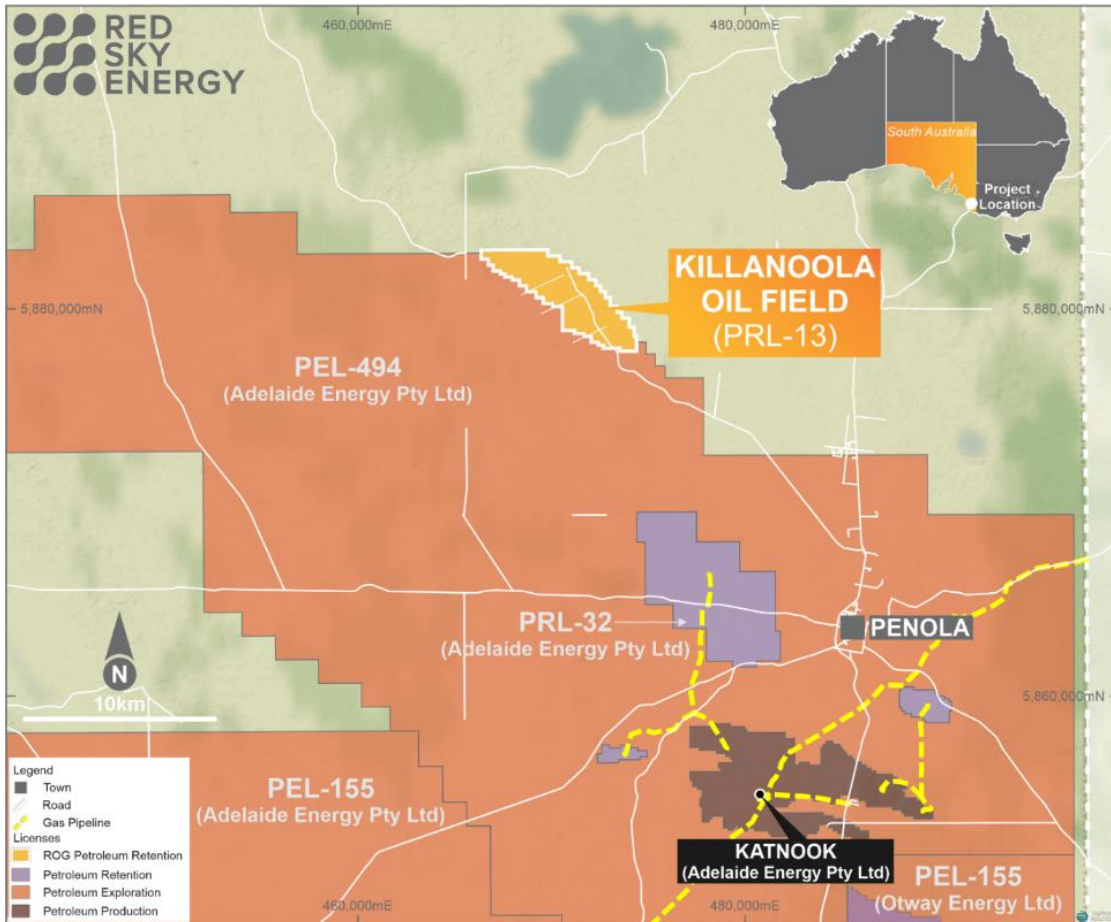 RED
SKY
ENERGY
460,000mE
480,000mE
South Australia
Project
Location
5,880,000mN
KILLANOOLA
OIL FIELD
(PRL-13)
5,880,000mN
PEL-494
(Adelaide Energy Pty Ltd)
PRL-32
(Adelaide Energy Pty Ltd)
PENOLA
N
10km
5,860,000mN
Legend
Town
Road
Gas Pipeline
Licenses
ROG Petroleum Retention
Petroleum Retention
Petroleum Exploration
Petroleum Production
PEL-155
(Adelaide Energy Pty Ltd)
KATNOOK
(Adelaide Energy Pty Ltd)
PEL-155
(Otway Energy Ltd)
460,000mE
480,000mE